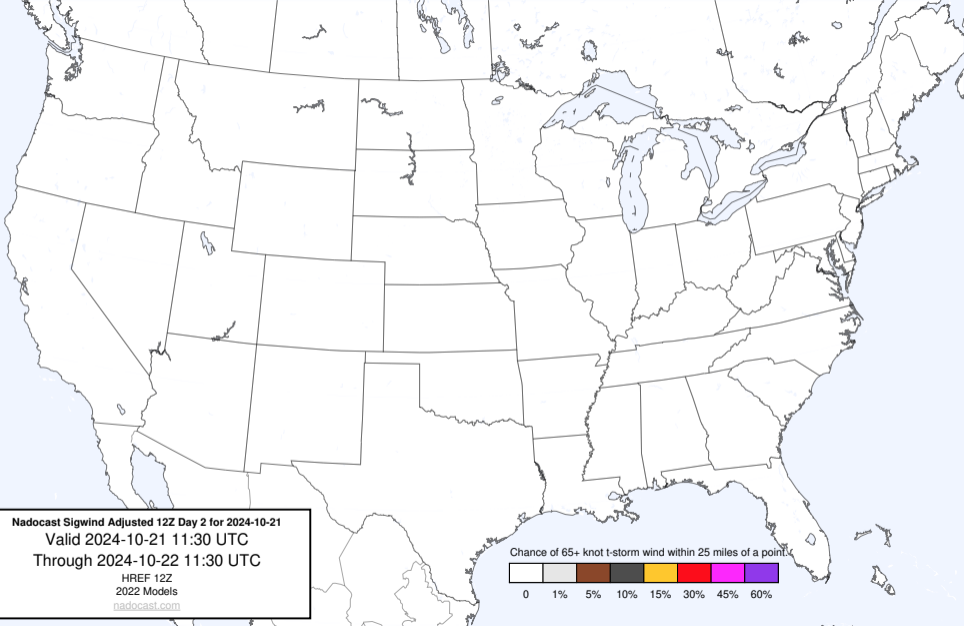 Nadocast Sigwind Adjusted 12Z Day 2 for 2024-10-21
Valid 2024-10-21 11:30 UTC
Through 2024-10-22 11:30 UTC
HREF 12Z
2022 Models
nadocast.com
Chance of 65+ knot t-storm wind within 25 miles of a point.
0 1% 5% 10% 15% 30% 45% 60%